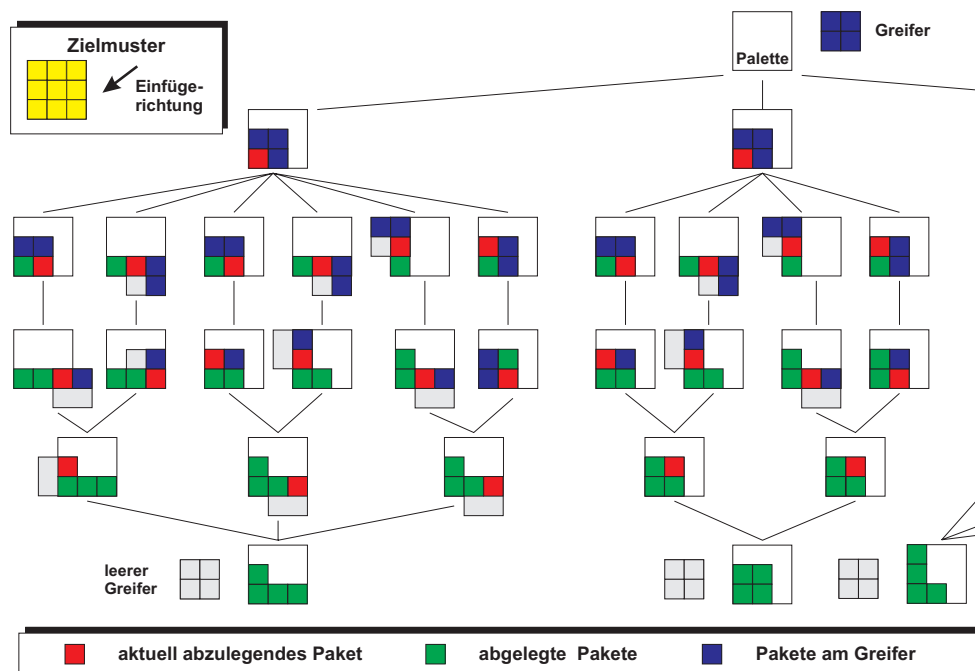 Zielmuster
Einfüge-
richtung
Palette
Greifer
leerer
Greifer
aktuell abzulegendes Paket
abgelegte Pakete
Pakete am Greifer